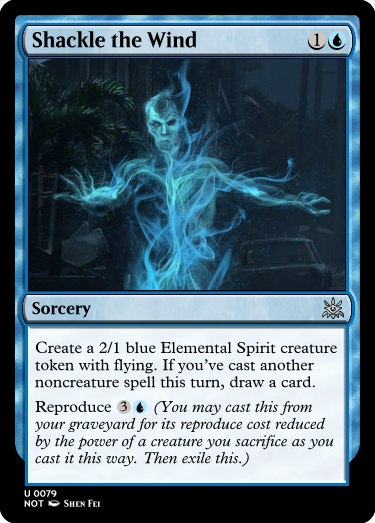 Shackle the Wind 1
Sorcery
Create a 2/1 blue Elemental Spirit creature
token with flying. If you've cast another
noncreature spell this turn, draw a card.
Reproduce 3 (You may cast this from
your graveyard for its reproduce cost reduced
by the power of a creature you sacrifice as you
cast it this way. Then exile this.)
U 0079
NOT Shen Fei